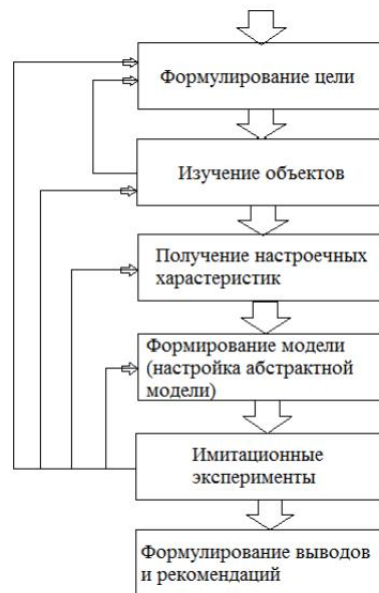 Формулирование цели
Изучение объектов
Получение настроечных
характеристик
Формирование модели
(настройка абстрактной
модели)
Имитационные
эксперименты
Формулирование выводов
и рекомендаций